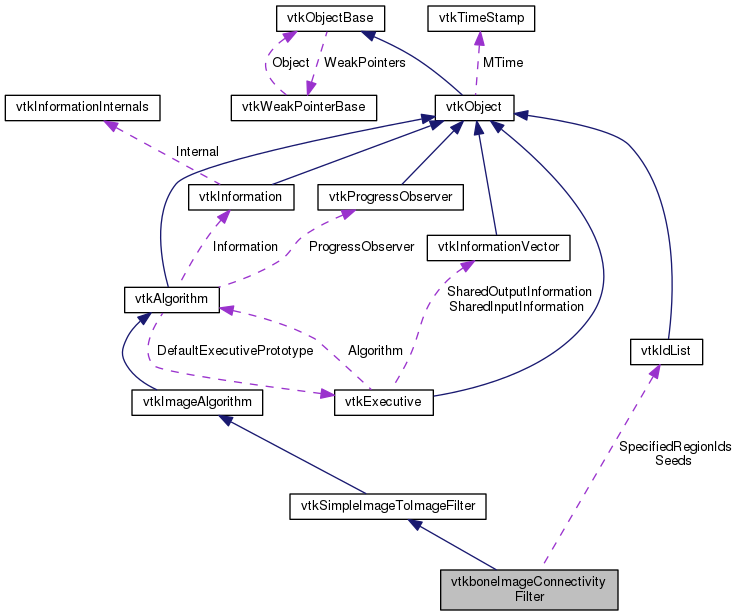 vtkObjectBase
vtkTimeStamp
Object
WeakPointers
MTime
vtkInformationInternals
vtkWeakPointerBase
vtkObject
Internal
vtkInformation
vtkProgressObserver
Information
ProgressObserver
vtkInformationVector
vtkAlgorithm
SharedOutputInformation
SharedInputInformation
DefaultExecutivePrototype
Algorithm
vtkIdList
vtkImageAlgorithm
vtkExecutive
SpecifiedRegionIds
Seeds
vtkSimpleImageToImageFilter
vtkboneImageConnectivity
Filter